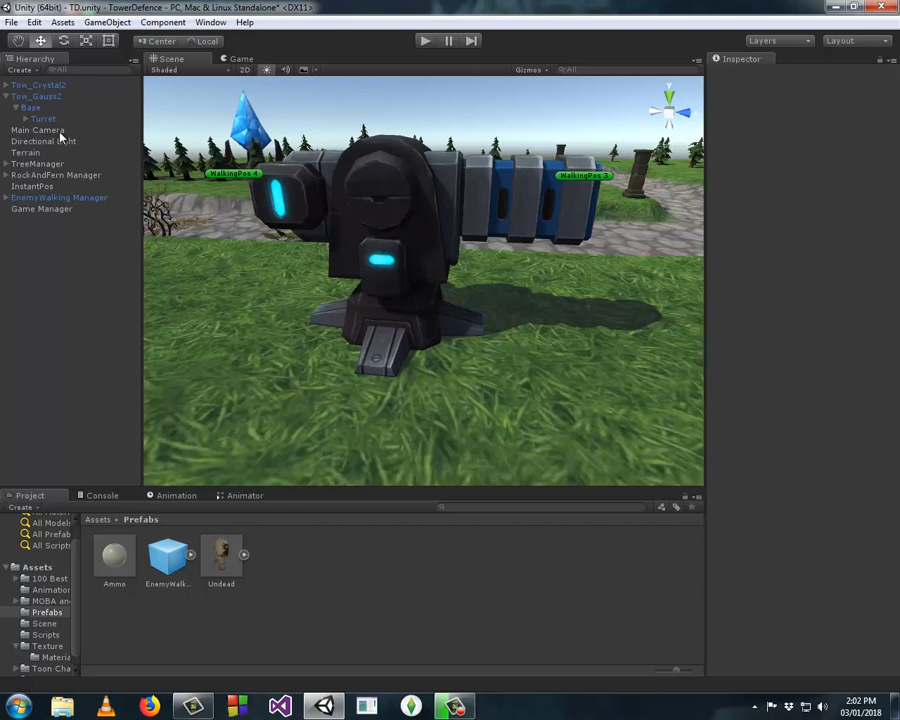 Unity (64bit) - TD.unity - TowerDefence - PC, Mac & Linux Standalone* <DX11>
File Edit Assets GameObject Component Window Help
Center Local Layers Layout
Hierarchy Scene Game Inspector
Create All Shaded 2D Gizmos All
Tow_Crystal2
Tow_Gauss2
Base
Turret
Main Camera
Directional Light
Terrain
TreeManager
RockAndFern Manager
InstantPos
EnemyWalking Manager
Game Manager
y
WalkingPos 4 WalkingPos 3
Project Console Animation Animator
Create
All Models
All Prefab
All Scripts
Assets Prefabs
Assets
100 Best
Animation
MOBA an
Prefabs
Scene
Scripts
Texture
Materia
Toon Cha
Ammo EnemyWalk... Undead
2:02 PM
03/01/2018